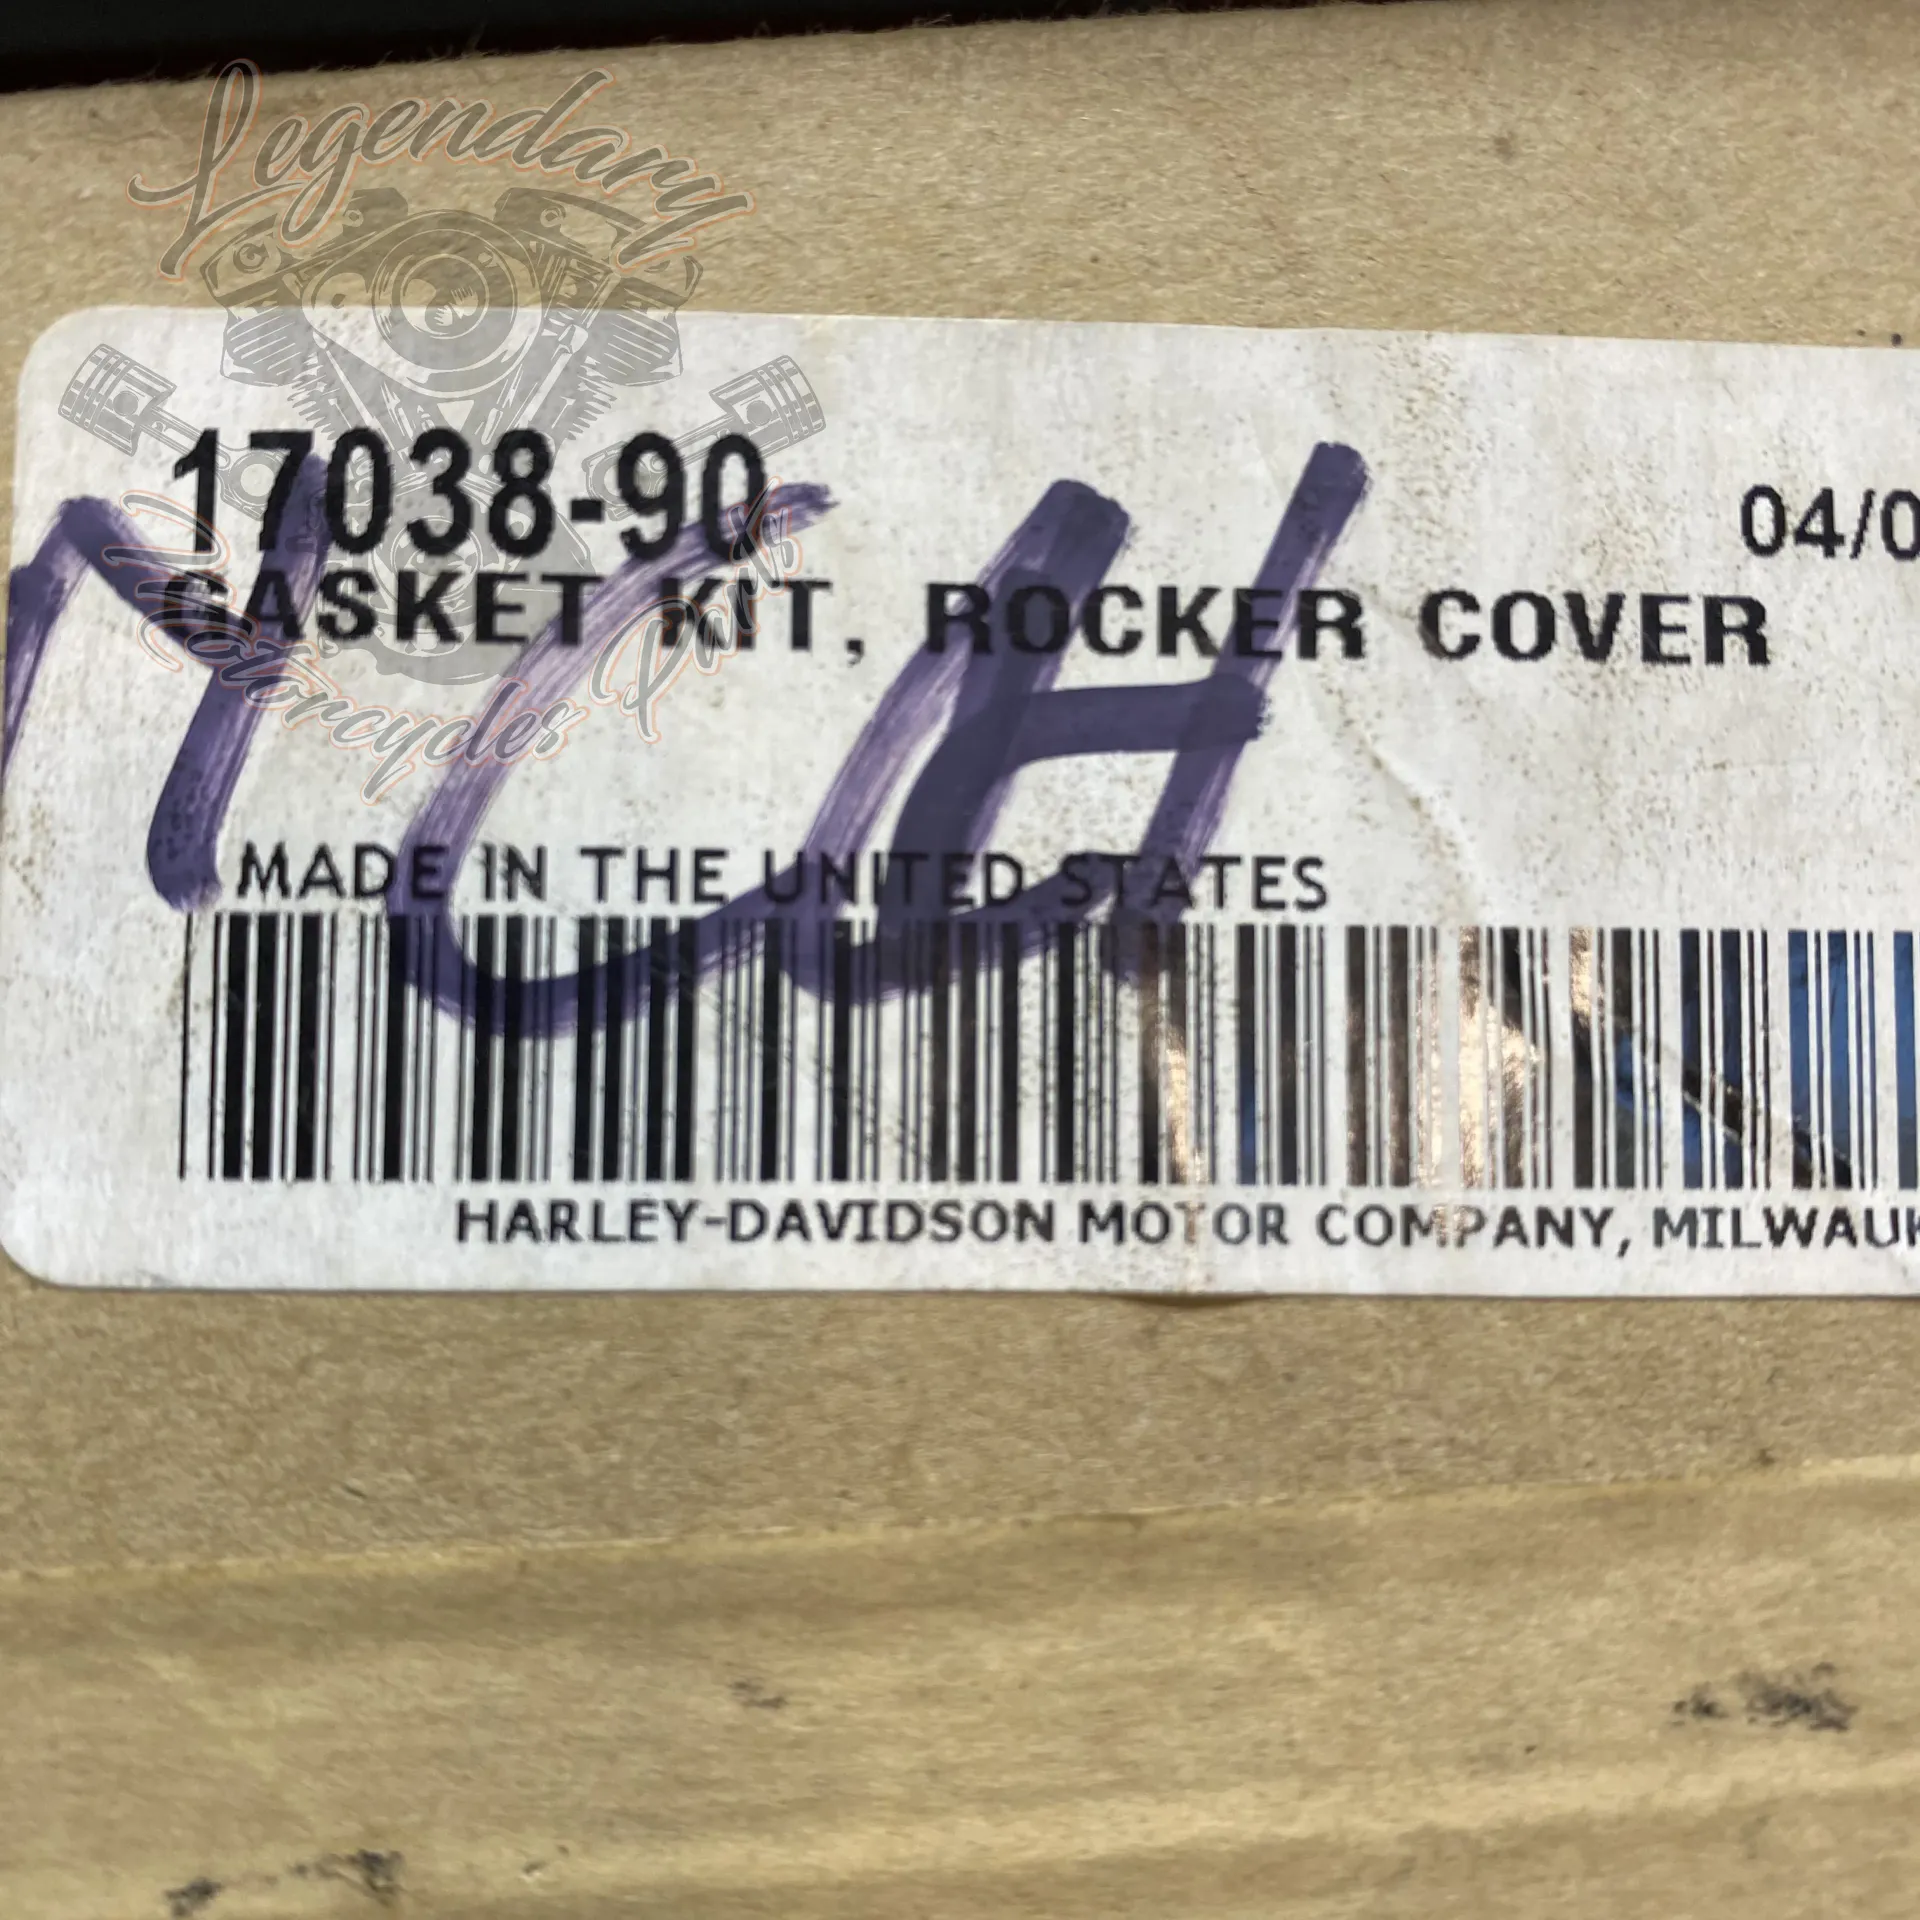 Legendary
17038-90
04/0
GASKET KIT, ROCKER COVER
Motorcycles Parts
MADE IN THE UNITED STATES
HARLEY-DAVIDSON MOTOR COMPANY, MILWAUK